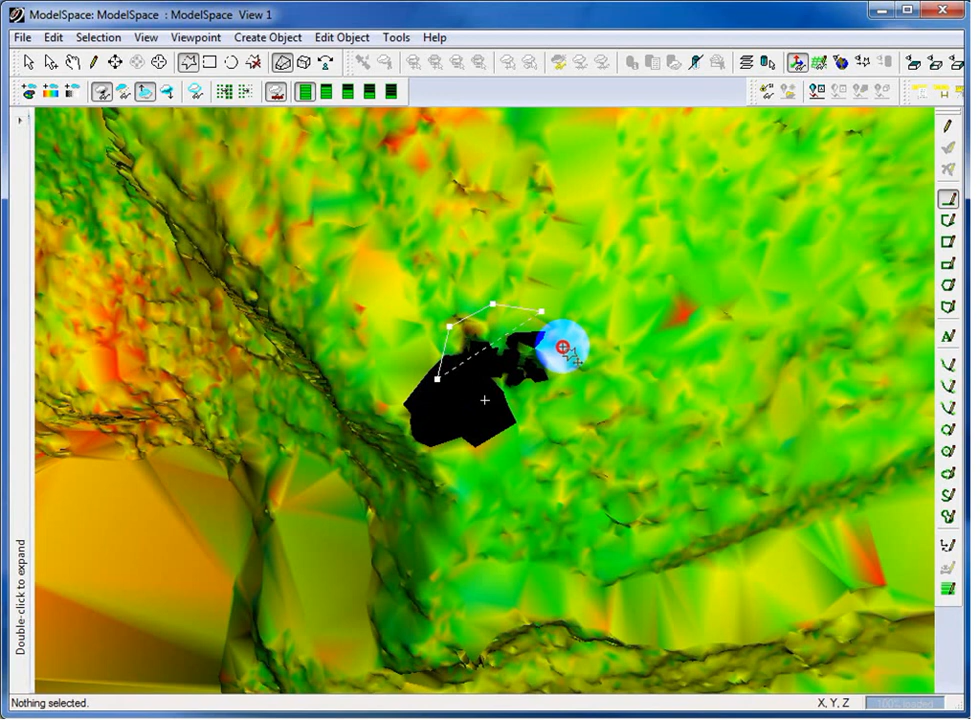 ModelSpace: ModelSpace : ModelSpace View 1
File Edit Selection View Viewpoint Create Object Edit Object Tools Help
Double-click to expand
Nothing selected. X, Y, Z